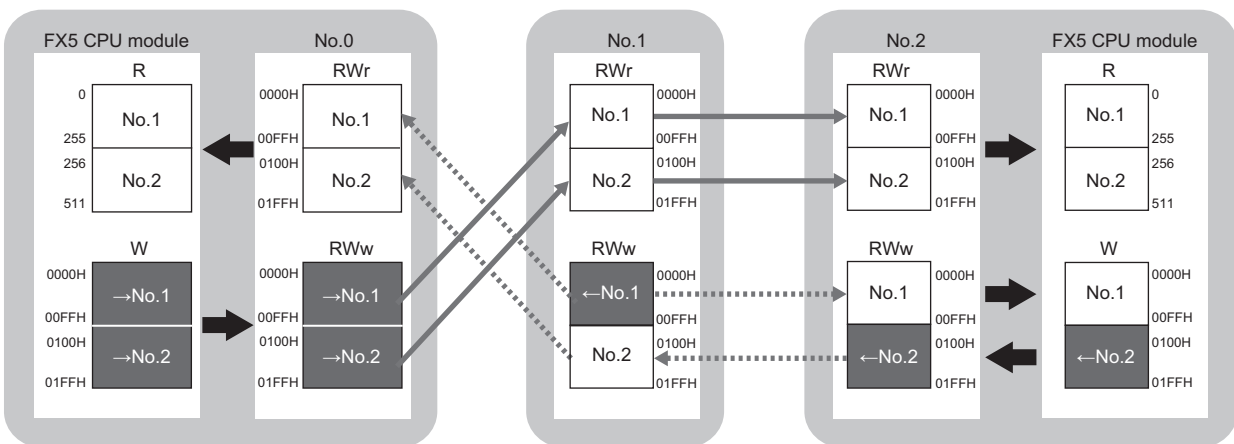 FX5 CPU module
R
0
255
256
511
No.1
No.2
W
0000H
00FFH
0100H
01FFH
→No.1
→No.2
No.0
RWr
0000H
00FFH
0100H
01FFH
No.1
No.2
RWw
0000H
00FFH
0100H
01FFH
→No.1
→No.2
No.1
RWr
No.1
No.2
0000H
00FFH
0100H
01FFH
RWw
←No.1
No.2
0000H
00FFH
0100H
01FFH
No.2
RWr
No.1
No.2
0000H
00FFH
0100H
01FFH
RWw
No.1
←No.2
0000H
00FFH
0100H
01FFH
FX5 CPU module
R
No.1
No.2
0
255
256
511
W
No.1
←No.2
0000H
00FFH
0100H
01FFH